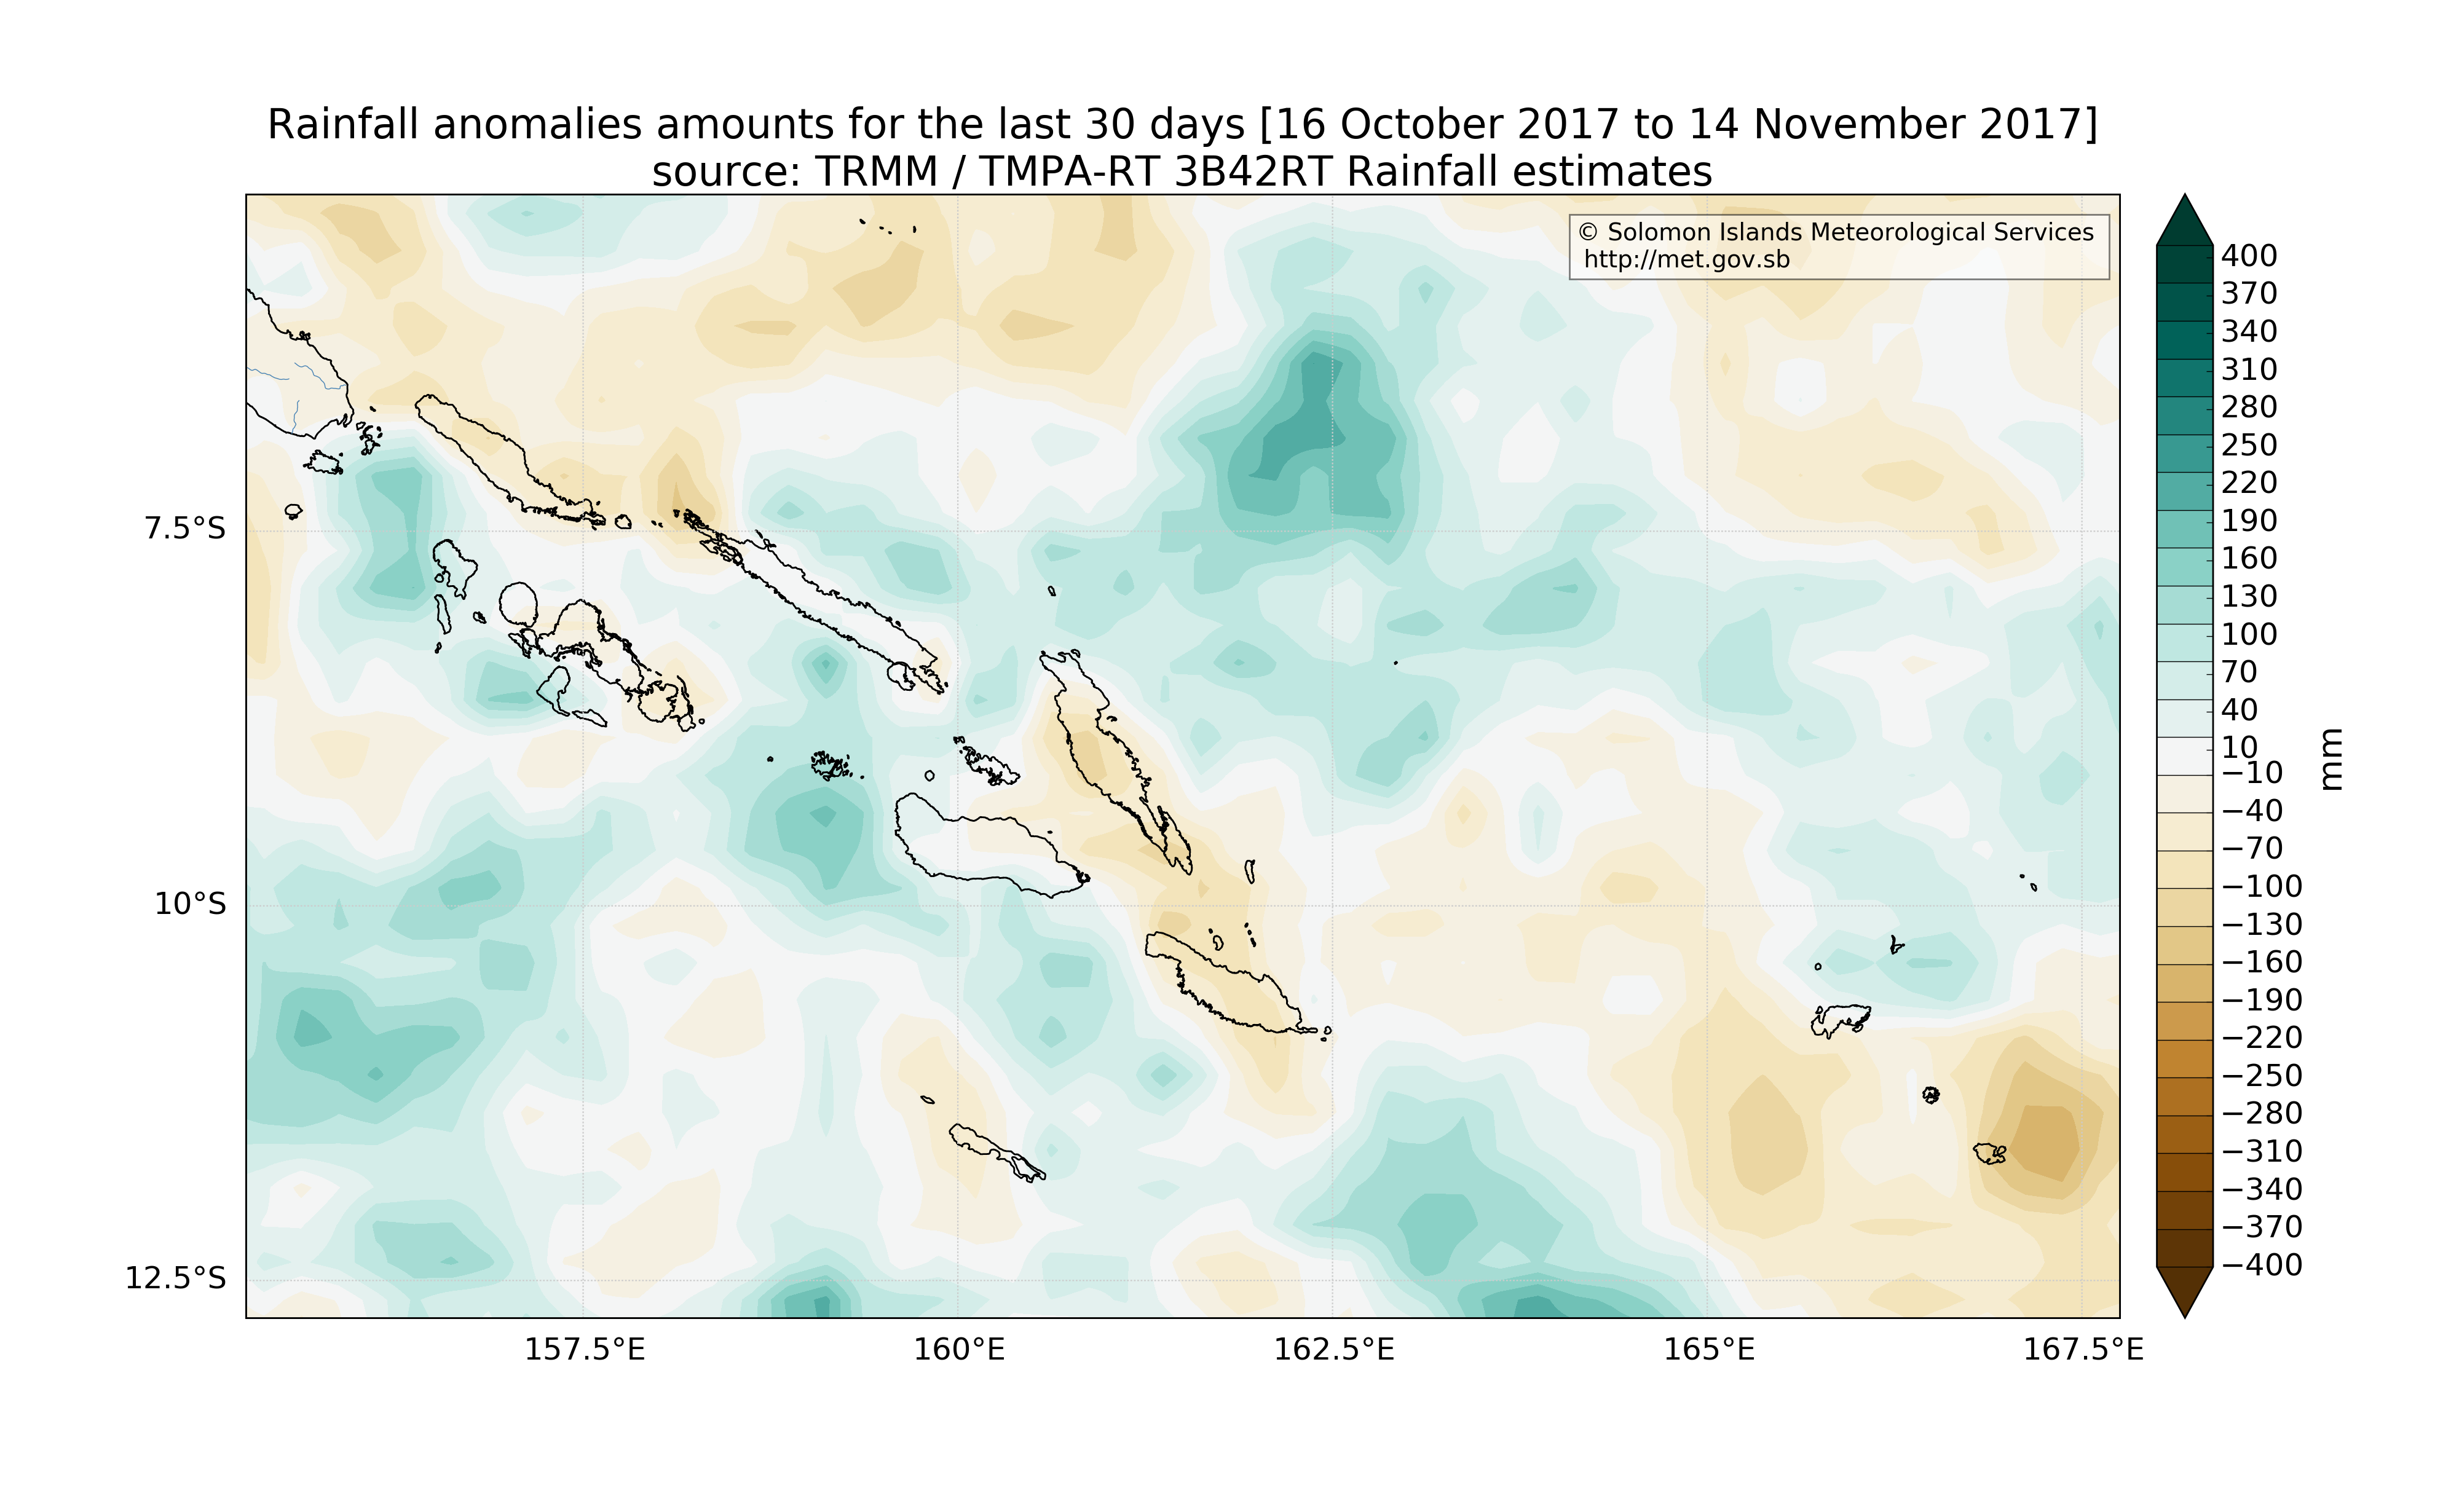 Rainfall anomalies amounts for the last 30 days [16 October 2017 to 14 November 2017]
source: TRMM / TMPA-RT 3B42RT Rainfall estimates
© Solomon Islands Meteorological Services
http://met.gov.sb
7.5°S
10°S
12.5°S
157.5°E
160°E
162.5°E
165°E
167.5°E
400
370
340
310
280
250
220
190
160
130
100
70
40
10
−10
−40
−70
−100
−130
−160
−190
−220
−250
−280
−310
−340
−370
−400
mm